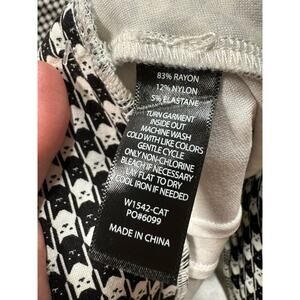 83% RAYON
12% NYLON
5% ELASTANE
TURN GARMENT
INSIDE OUT
MACHINE WASH
COLD WITH LIKE COLORS
GENTLE CYCLE
ONLY NON-CHLORINE
BLEACH IF NECESSARY
LAY FLAT TO DRY
COOL IRON IF NEEDED
W1542-CAT
PO#6099
MADE IN CHINA